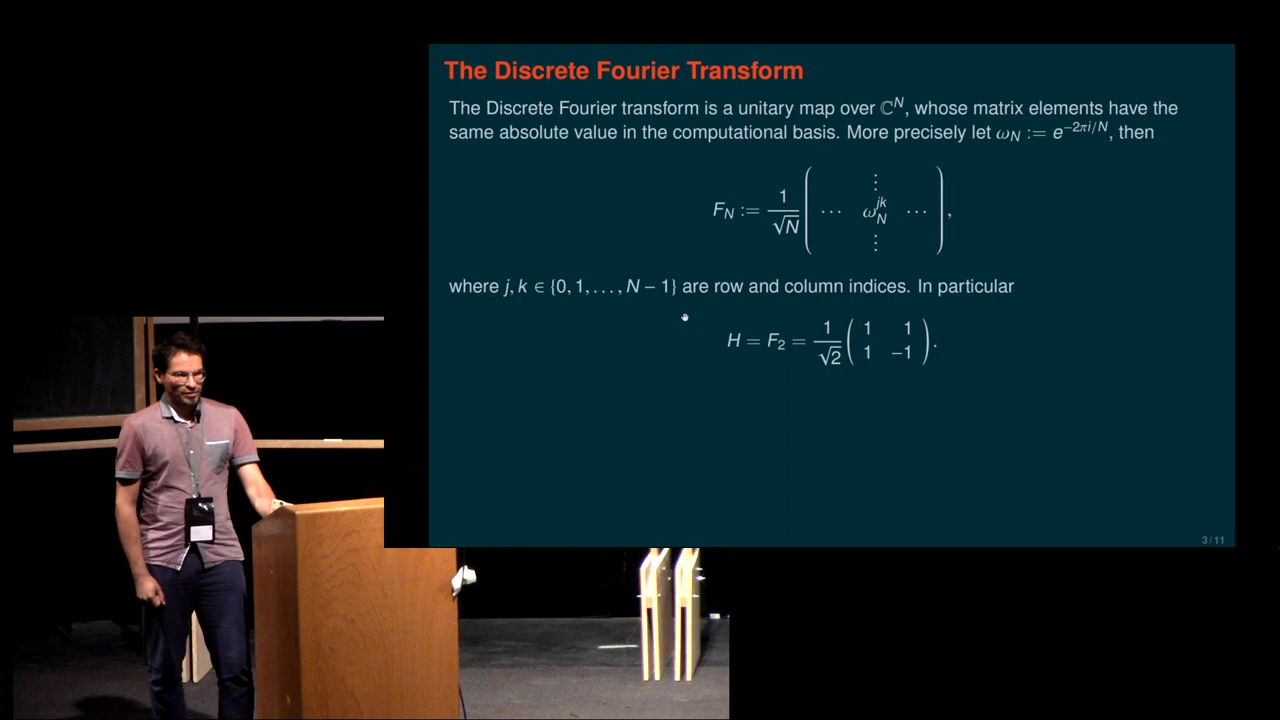 The Discrete Fourier Transform
The Discrete Fourier transform is a unitary map over ℂ^N, whose matrix elements have the
same absolute value in the computational basis. More precisely let ω_N := e^{−2πi/N}, then
F_N := 1/√N ( ⋮ ⋯ ω_N^{jk} ⋯ ⋮ ),
where j, k ∈ {0, 1, . . . , N − 1} are row and column indices. In particular
H = F_2 = 1/√2 ( 1 1 1 −1 ).
3 / 11